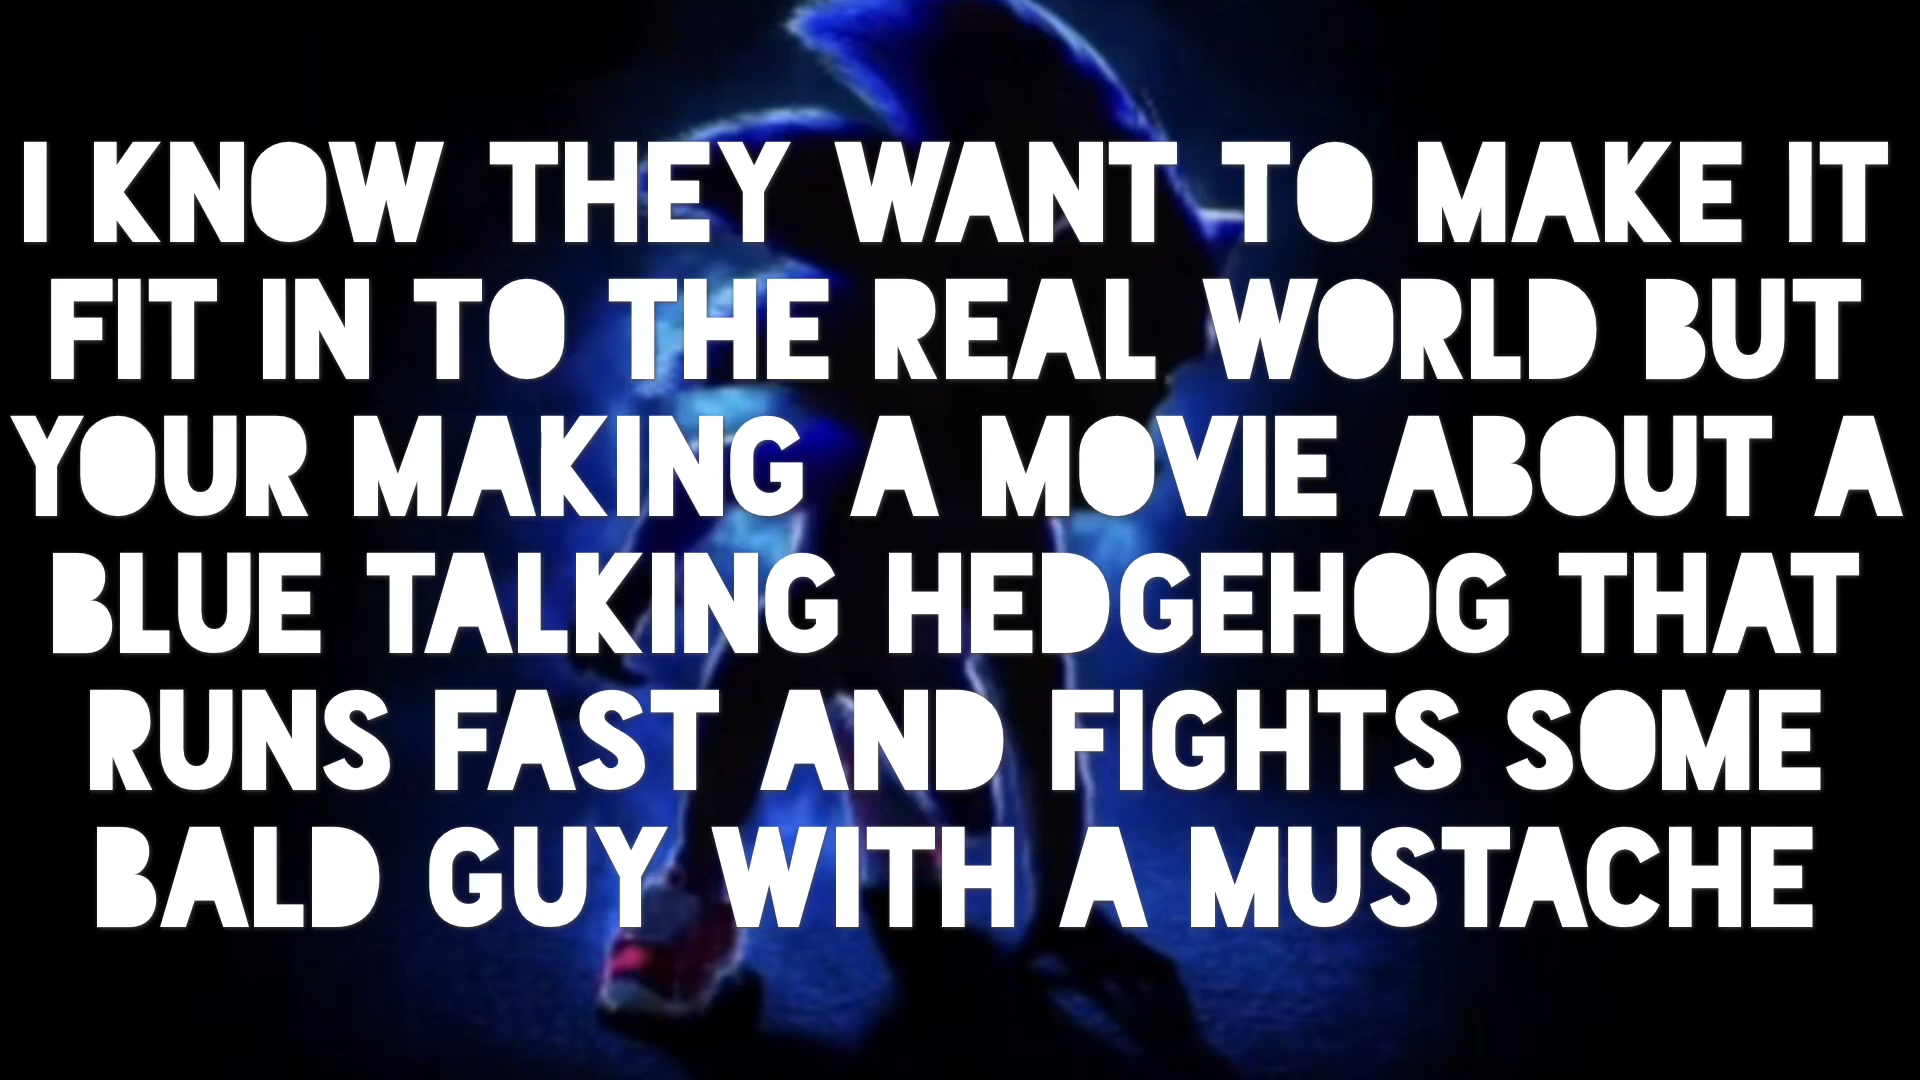 I KNOW THEY WANT TO MAKE IT
FIT IN TO THE REAL WORLD BUT
YOUR MAKING A MOVIE ABOUT A
BLUE TALKING HEDGEHOG THAT
RUNS FAST AND FIGHTS SOME
BALD GUY WITH A MUSTACHE